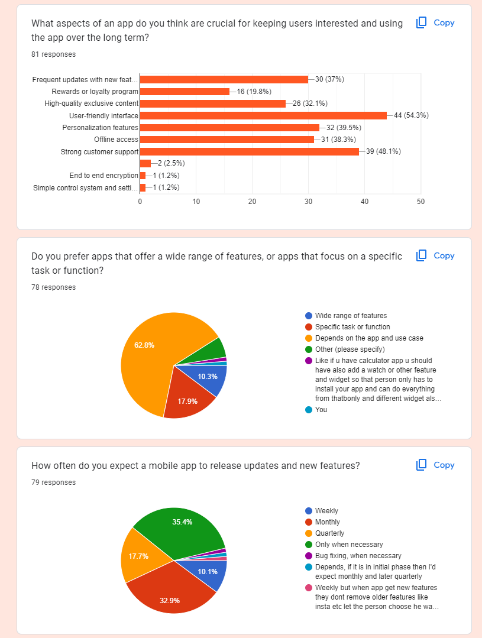 What aspects of an app do you think are crucial for keeping users interested and using
the app over the long term?
Copy
81 responses
Frequent updates with new feat...
30 (37%)
Rewards or loyalty program
16 (19.8%)
High-quality exclusive content
26 (32.1%)
User-friendly interface
44 (54.3%)
Personalization features
32 (39.5%)
Offline access
31 (38.3%)
Strong customer support
39 (48.1%)
2 (2.5%)
End to end encryption
1 (1.2%)
Simple control system and setti...
1 (1.2%)
0 10 20 30 40 50
Do you prefer apps that offer a wide range of features, or apps that focus on a specific
task or function?
Copy
78 responses
62.8%
10.3%
17.9%
Wide range of features
Specific task or function
Depends on the app and use case
Other (please specify)
Like if u have calculator app u should
have also add a watch or other feature
and widget so that person only has to
install your app and can do everything
from thatbonly and different widget als...
You
How often do you expect a mobile app to release updates and new features?
Copy
79 responses
35.4%
17.7%
10.1%
32.9%
Weekly
Monthly
Quarterly
Only when necessary
Bug fixing, when necessary
Depends, if it is in initial phase then I'd
expect monthly and later quarterly
Weekly but when app get new features
they dont remove older features like
insta etc let the person choose he wa...